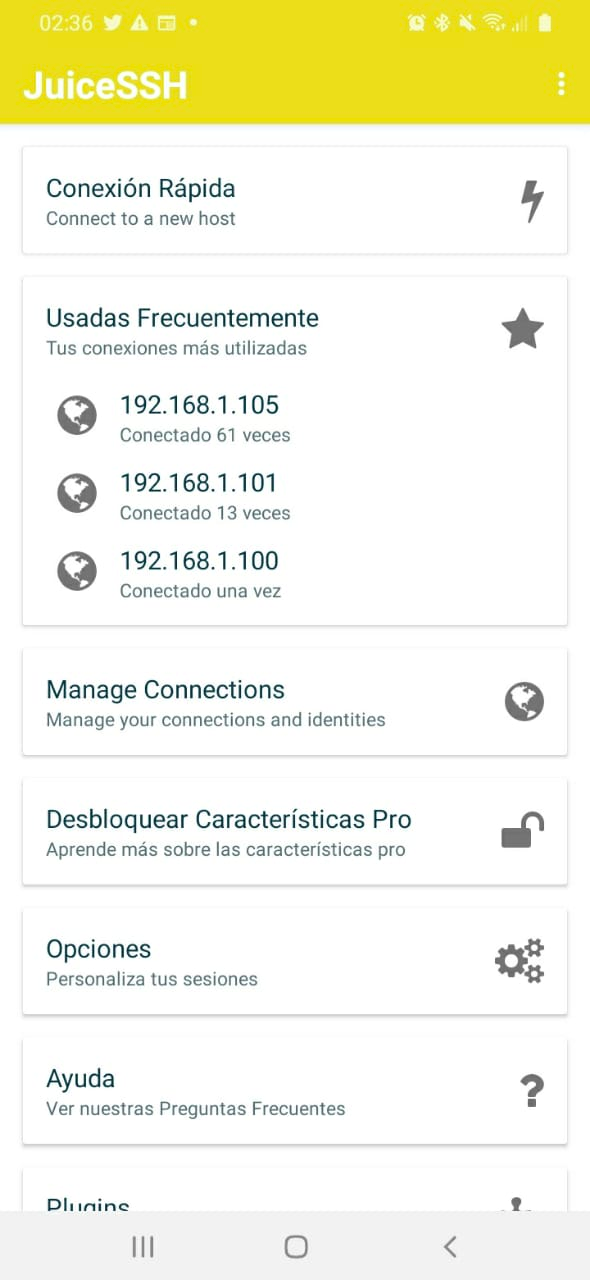 02:36
JuiceSSH
Conexión Rápida
Connect to a new host
Usadas Frecuentemente
Tus conexiones más utilizadas
192.168.1.105
Conectado 61 veces
192.168.1.101
Conectado 13 veces
192.168.1.100
Conectado una vez
Manage Connections
Manage your connections and identities
Desbloquear Características Pro
Aprende más sobre las características pro
Opciones
Personaliza tus sesiones
Ayuda
Ver nuestras Preguntas Frecuentes
Plugins